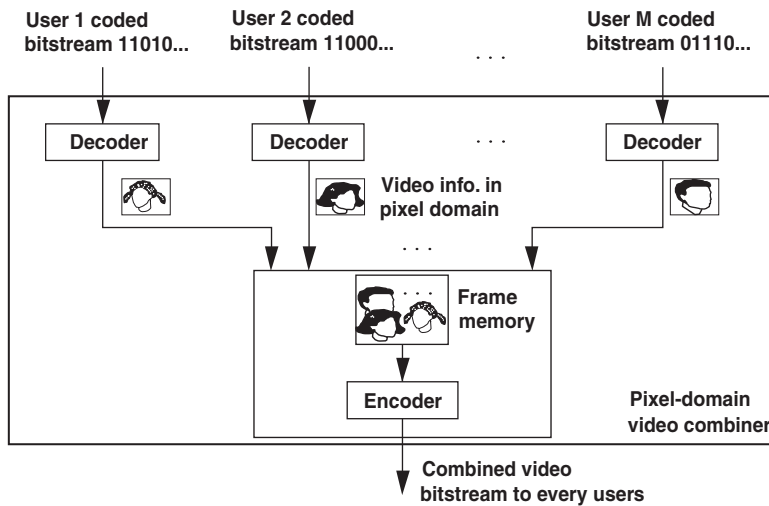 User 1 coded
bitstream 11010...
User 2 coded
bitstream 11000...
. . .
User M coded
bitstream 01110...
Decoder
Decoder
. . .
Decoder
Video info. in
pixel domain
. . .
. . .
Frame
memory
Encoder
Pixel-domain
video combiner
Combined video
bitstream to every users